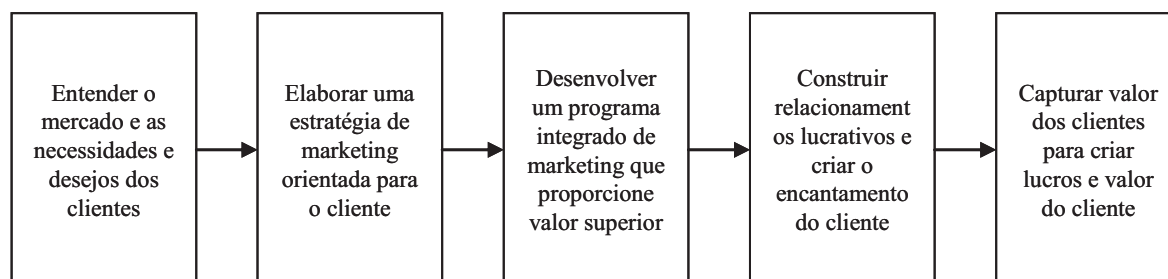 Entender o
mercado e as
necessidades e
desejos dos
clientes
Elaborar uma
estratégia de
marketing
orientada para
o cliente
Desenvolver
um programa
integrado de
marketing que
proporcione
valor superior
Construir
relacionament
os lucrativos e
criar o
encantamento
do cliente
Capturar valor
dos clientes
para criar
lucros e valor
do cliente